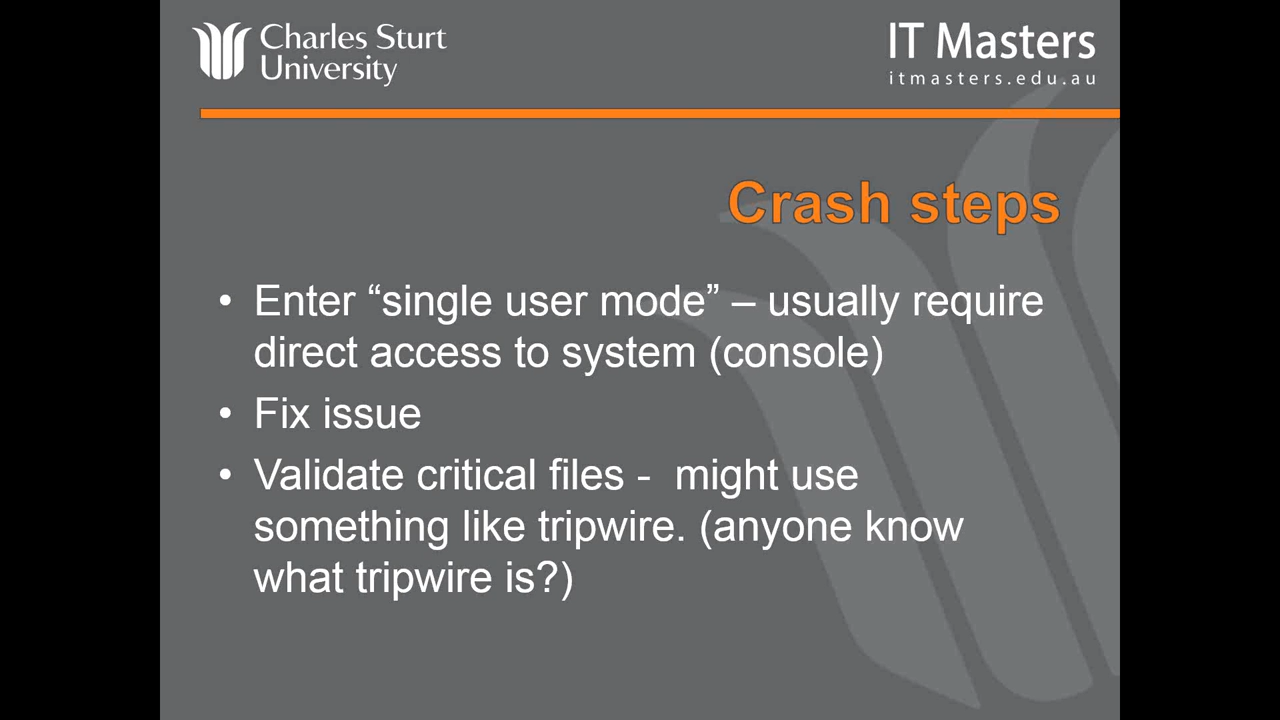 Charles Sturt
University
IT Masters
itmasters.edu.au
Crash steps
• Enter “single user mode” – usually require
direct access to system (console)
• Fix issue
• Validate critical files -  might use
something like tripwire. (anyone know
what tripwire is?)